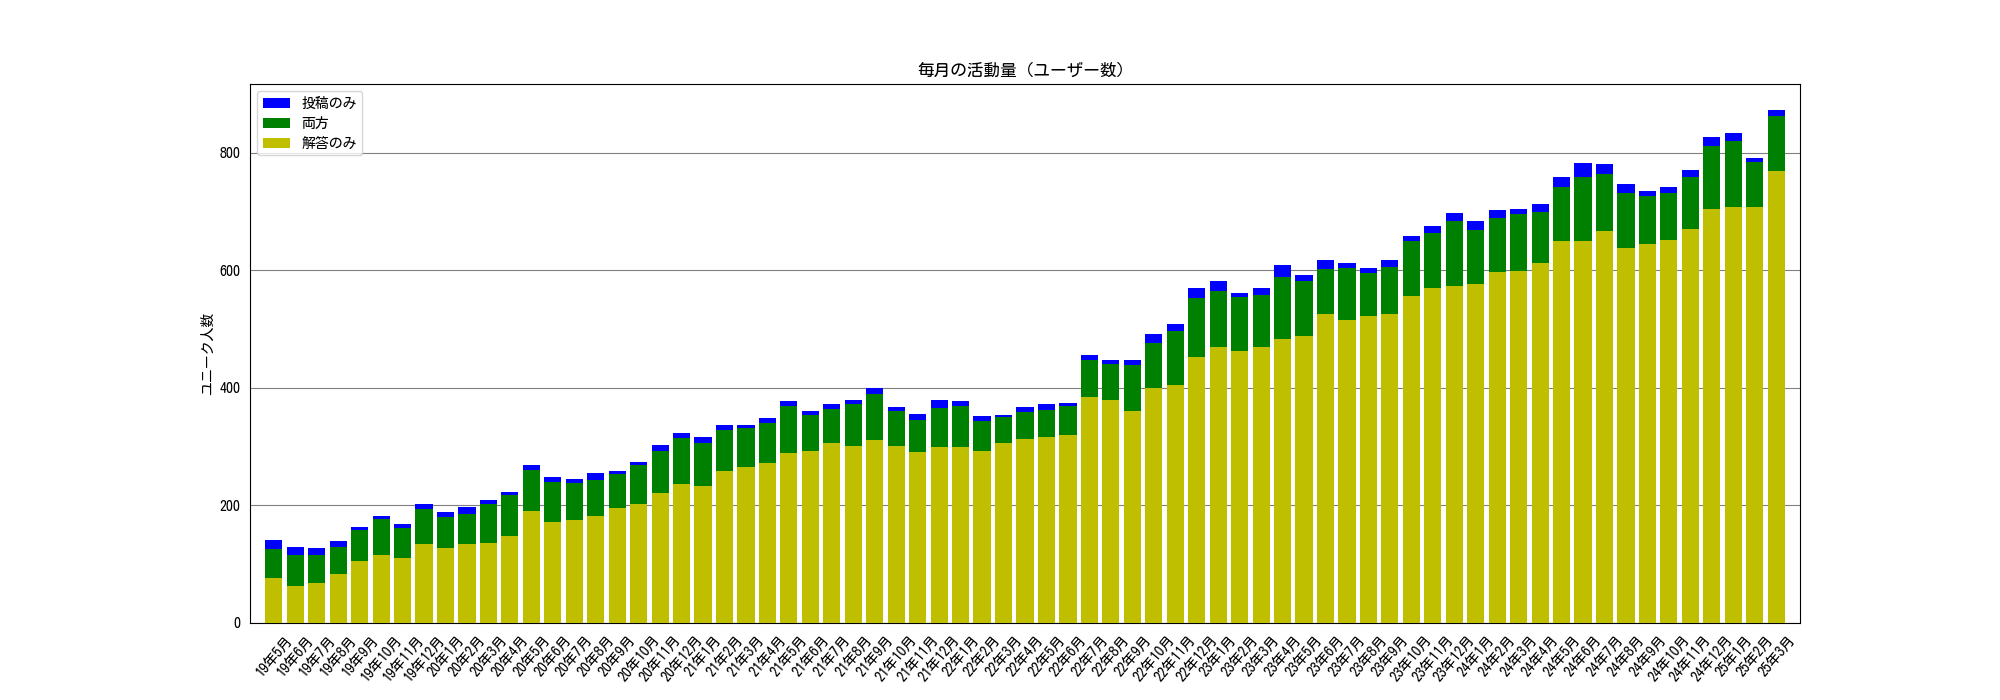 毎月の活動量（ユーザー数）
投稿のみ
両方
解答のみ
ユニーク人数
800
600
400
200
0
19年5月
19年6月
19年7月
19年8月
19年9月
19年10月
19年11月
19年12月
20年1月
20年2月
20年3月
20年4月
20年5月
20年6月
20年7月
20年8月
20年9月
20年10月
20年11月
20年12月
21年1月
21年2月
21年3月
21年4月
21年5月
21年6月
21年7月
21年8月
21年9月
21年10月
21年11月
21年12月
22年1月
22年2月
22年3月
22年4月
22年5月
22年6月
22年7月
22年8月
22年9月
22年10月
22年11月
22年12月
23年1月
23年2月
23年3月
23年4月
23年5月
23年6月
23年7月
23年8月
23年9月
23年10月
23年11月
23年12月
24年1月
24年2月
24年3月
24年4月
24年5月
24年6月
24年7月
24年8月
24年9月
24年10月
24年11月
24年12月
25年1月
25年2月
25年3月